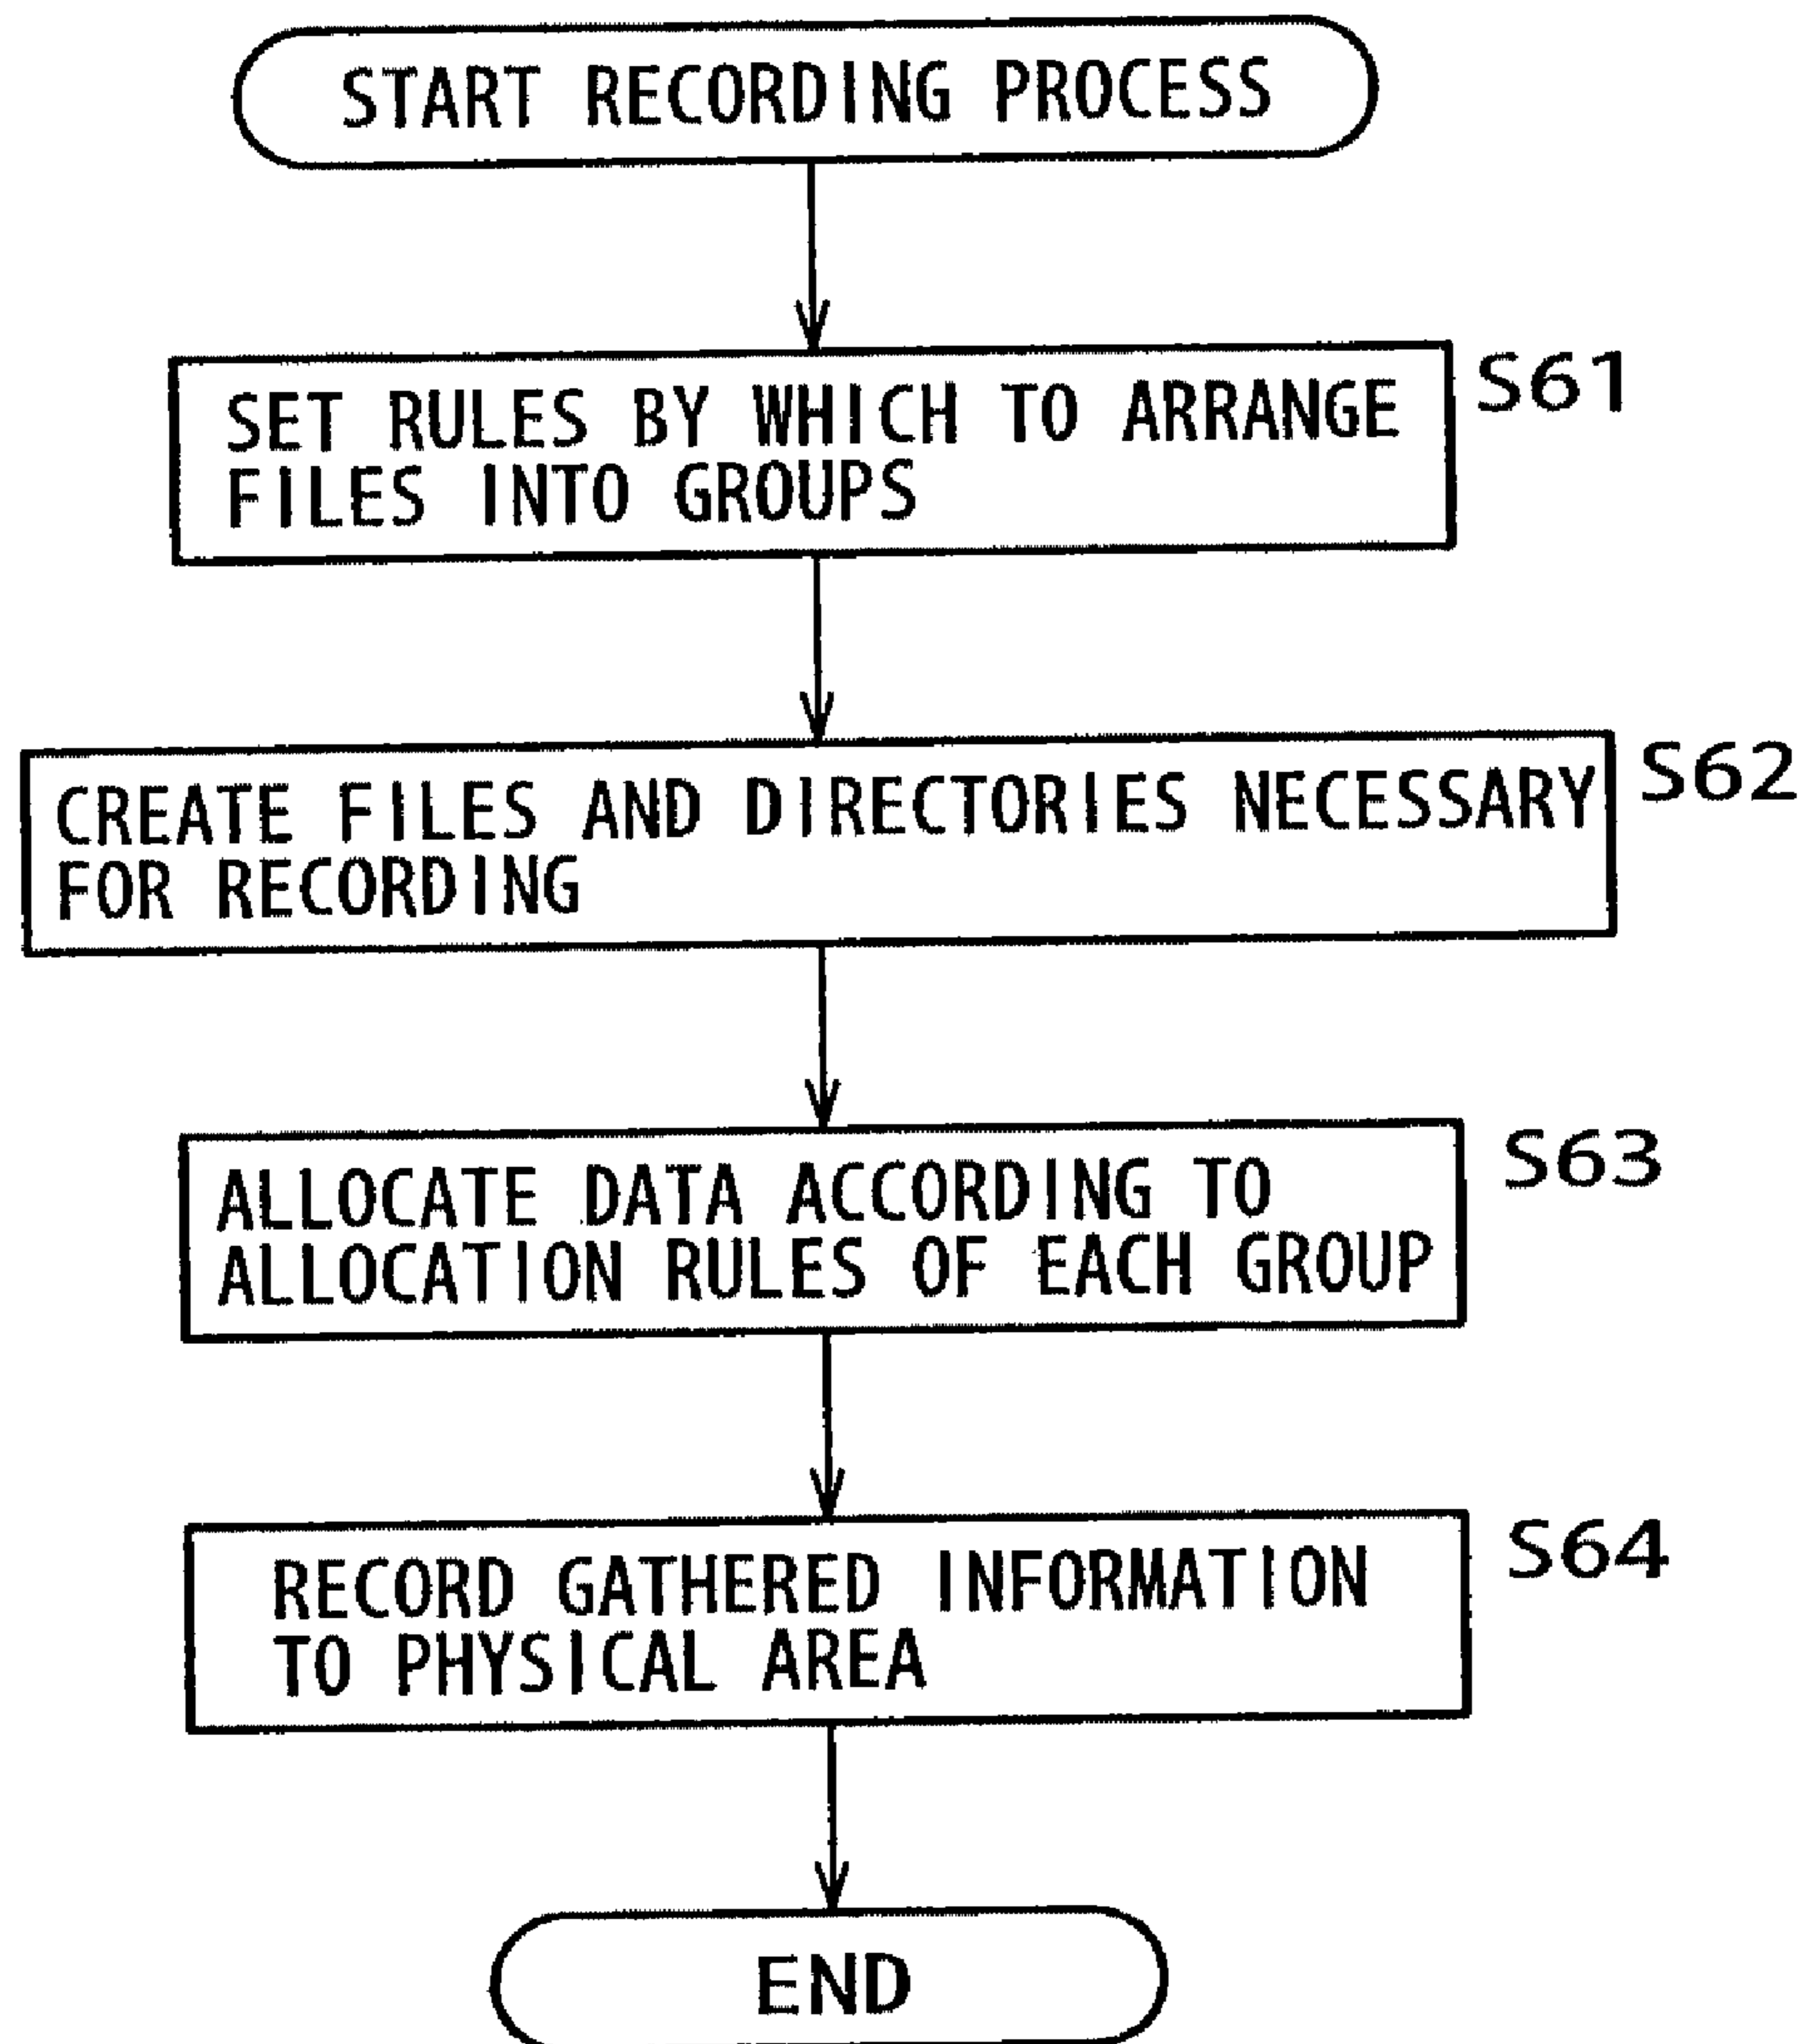 START RECORDING PROCESS
SET RULES BY WHICH TO ARRANGE
FILES INTO GROUPS
S61
CREATE FILES AND DIRECTORIES NECESSARY
FOR RECORDING
S62
ALLOCATE DATA ACCORDING TO
ALLOCATION RULES OF EACH GROUP
S63
RECORD GATHERED INFORMATION
TO PHYSICAL AREA
S64
END